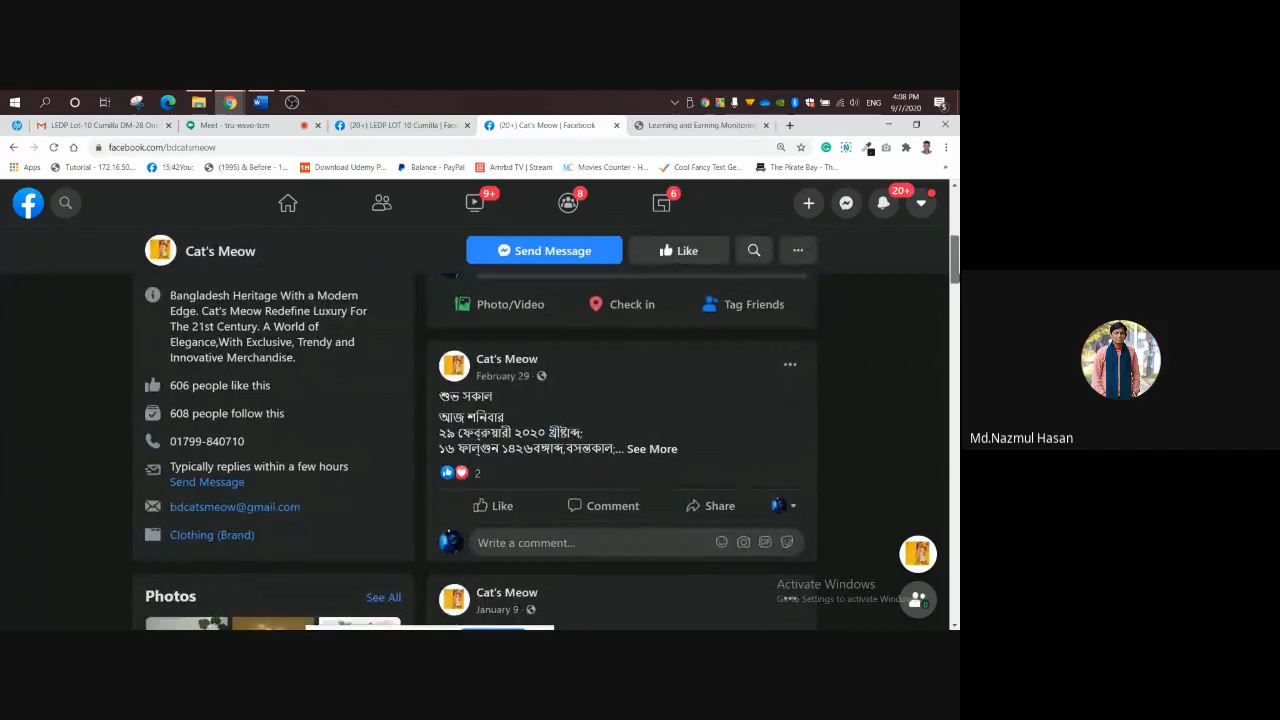 4:08 PM
ENG
9/7/2020
LEDP Lot-10 Cumilla DM-28 On
Meet - tru-wsvo-tcm
(20+) LEDP LOT 10 Cumilla | Fac
(20+) Cat's Meow | Facebook
Learning and Earning Monitoring
facebook.com/bdcatsmeow
Apps
Tutorial - 172.16.50...
15:42You:
(1995) & Before - 1...
Download Udemy P...
Balance - PayPal
Amrbd TV | Stream
Movies Counter - H...
Cool Fancy Text Ge...
The Pirate Bay - Th...
9+
8
6
20+
Cat's Meow
Send Message
Like
Bangladesh Heritage With a Modern
Edge. Cat's Meow Redefine Luxury For
The 21st Century. A World of
Elegance,With Exclusive, Trendy and
Innovative Merchandise.
606 people like this
608 people follow this
01799-840710
Typically replies within a few hours
Send Message
bdcatsmeow@gmail.com
Clothing (Brand)
Photos
See All
Photo/Video
Check in
Tag Friends
Cat's Meow
February 29
শুভ সকাল
আজ শনিবার
২৯ ফেব্রুয়ারী ২০২০ খ্রীষ্টাব্দ;
১৬ ফাল্গুন ১৪২৬বঙ্গাব্দ,বসন্তকাল;... See More
2
Like
Comment
Share
Write a comment...
Cat's Meow
January 9
Activate Windows
Go to Settings to activate Windows
Md.Nazmul Hasan